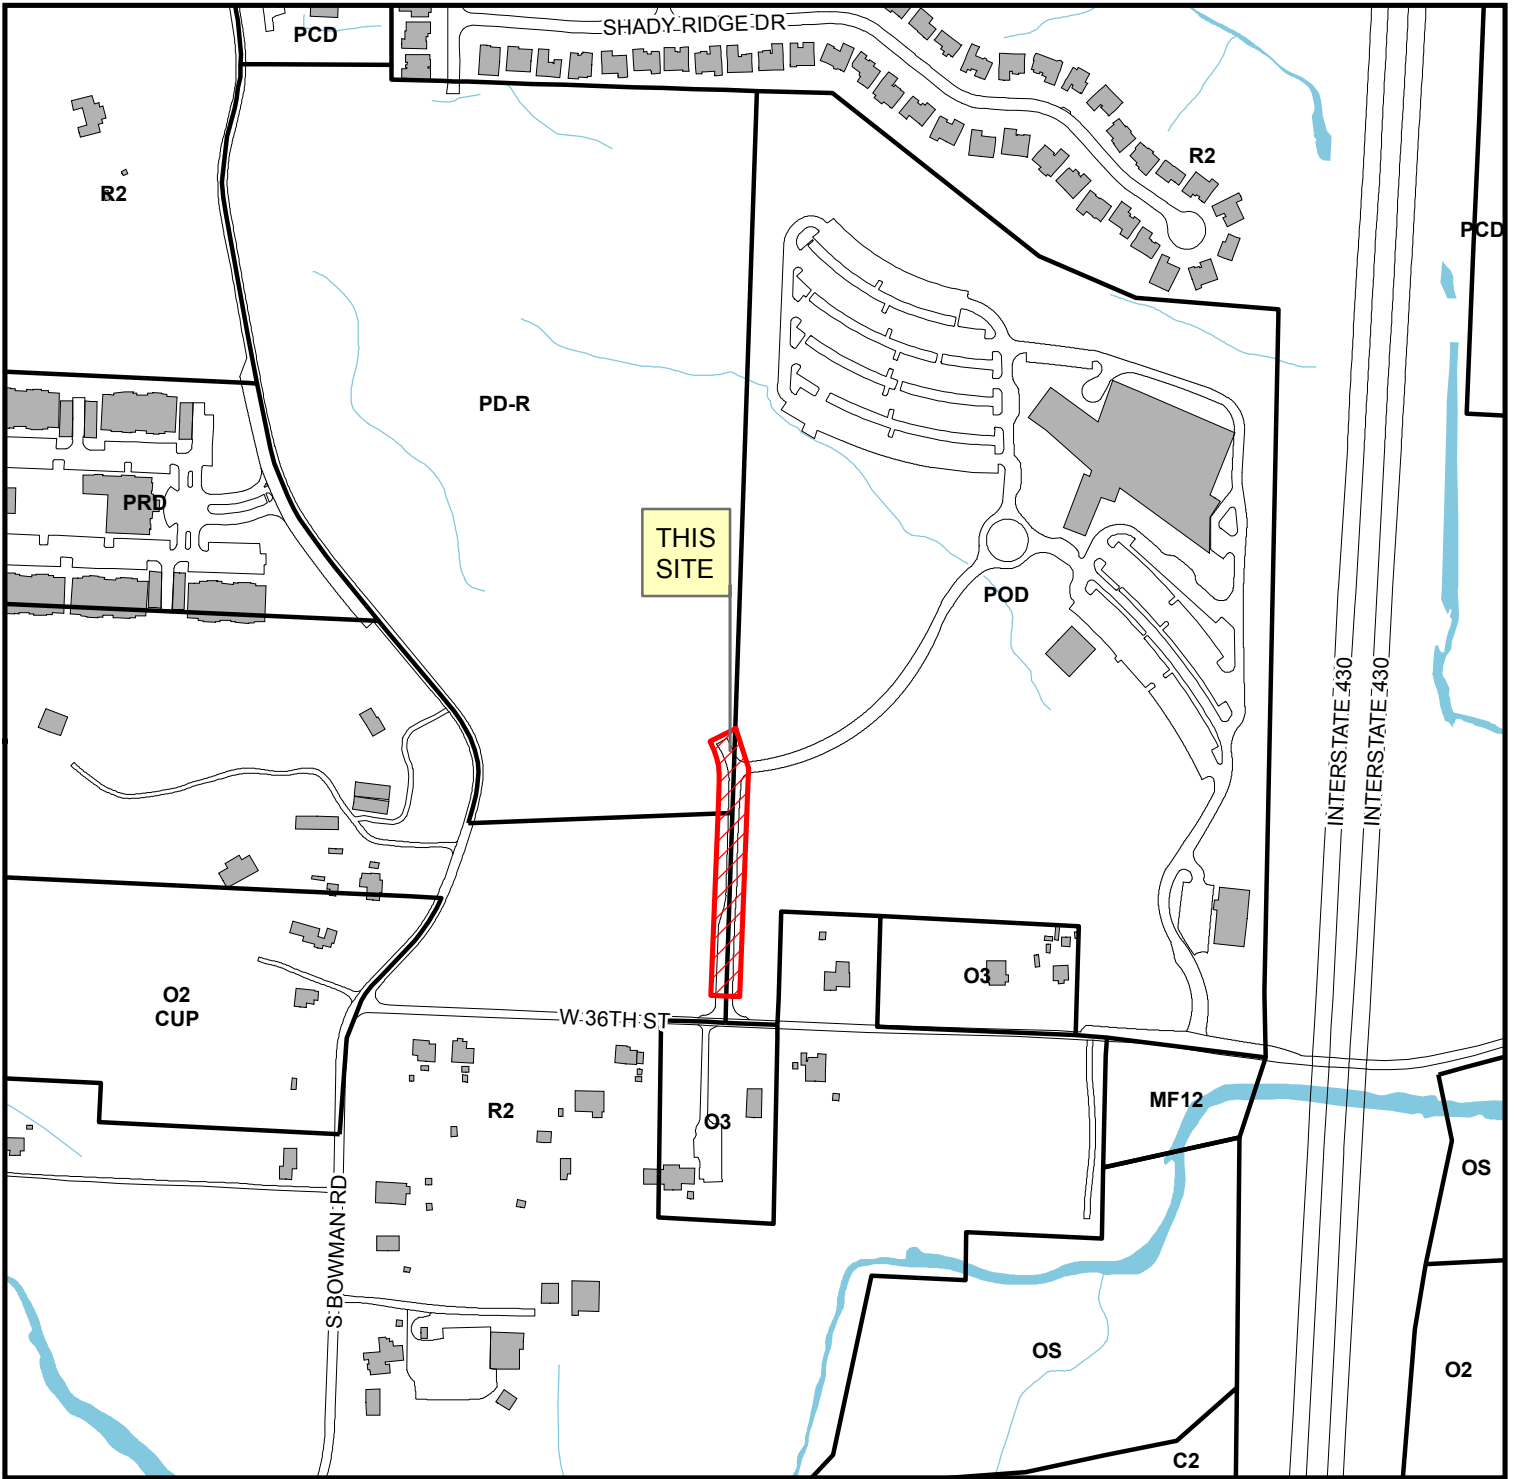 PCD
SHADY RIDGE DR
R2
R2
PCD
PD-R
PRD
THIS
SITE
POD
INTERSTATE 430
INTERSTATE 430
O3
O2
CUP
W 36TH ST
R2
O3
MF12
OS
S BOWMAN RD
OS
O2
C2